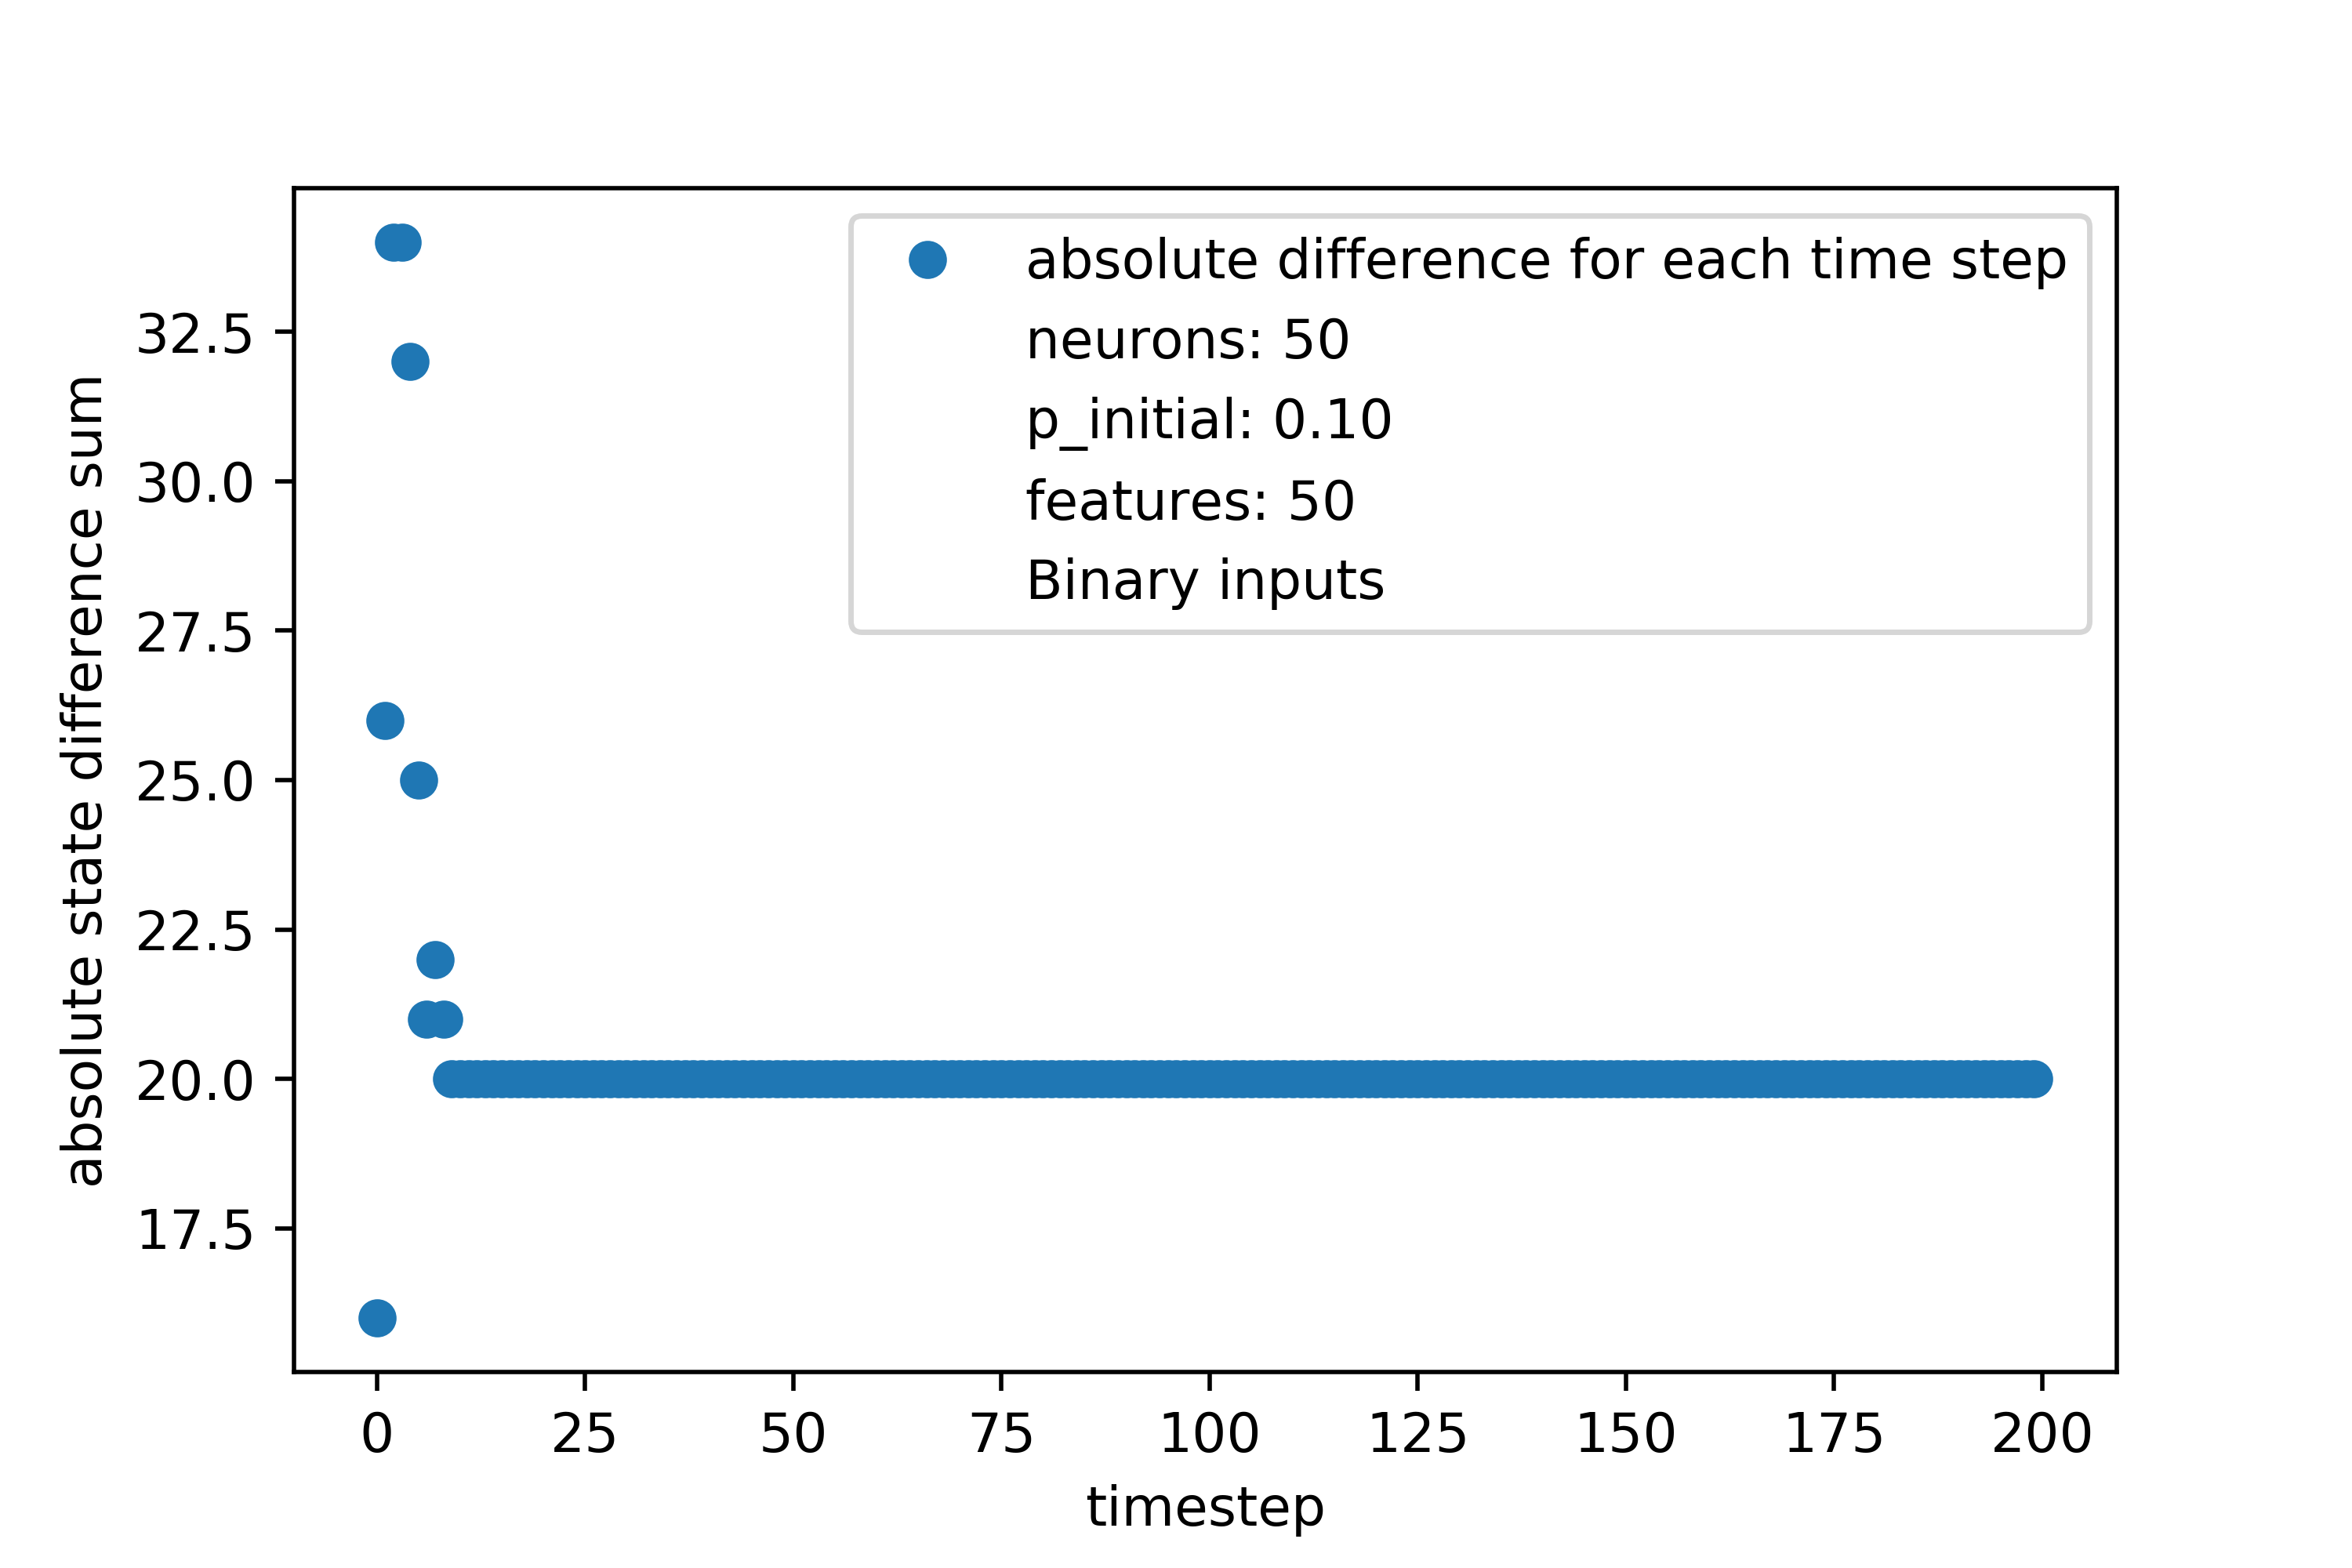 absolute difference for each time step
neurons: 50
p_initial: 0.10
features: 50
Binary inputs
absolute state difference sum
32.5
30.0
27.5
25.0
22.5
20.0
17.5
0 25 50 75 100 125 150 175 200
timestep